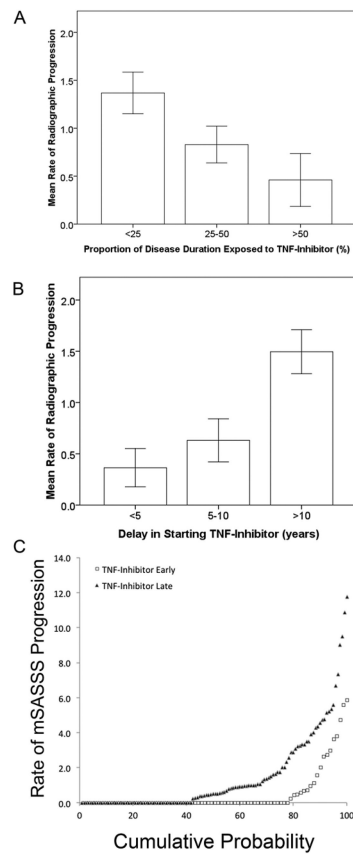 A
Mean Rate of Radiographic Progression
2.0
1.5
1.0
0.5
0.0
<25
25-50
>50
Proportion of Disease Duration Exposed to TNF-Inhibitor (%)
B
Mean Rate of Radiographic Progression
2.0
1.5
1.0
0.5
0.0
<5
5-10
>10
Delay in Starting TNF-Inhibitor (years)
C
Rate of mSASSS Progression
14.0
12.0
10.0
8.0
6.0
4.0
2.0
0.0
TNF-Inhibitor Early
TNF-Inhibitor Late
0
20
40
60
80
100
Cumulative Probability